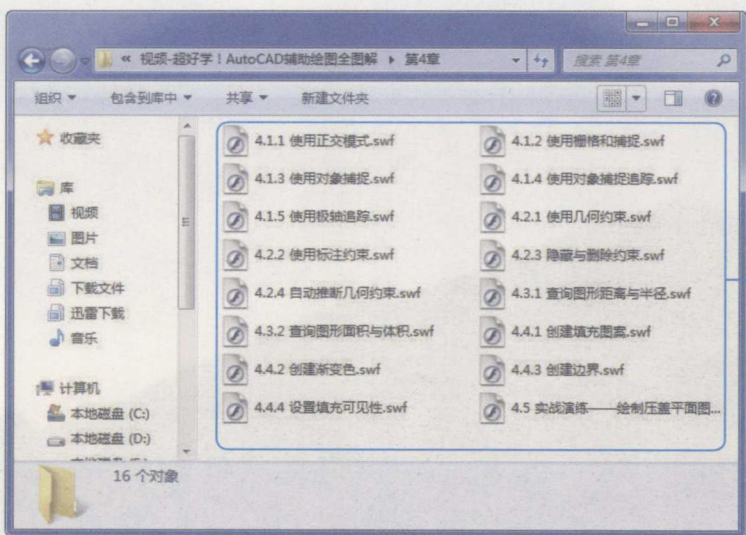 « 视频-超好学！AutoCAD辅助绘图全图解 ▸ 第4章 搜索 第4章
组织 包含到库中 共享 新建文件夹
收藏夹
库
视频
图片
文档
下载文件
迅雷下载
音乐
计算机
本地磁盘 (C:)
本地磁盘 (D:)
4.1.1 使用正交模式.swf 4.1.2 使用栅格和捕捉.swf
4.1.3 使用对象捕捉.swf 4.1.4 使用对象捕捉追踪.swf
4.1.5 使用极轴追踪.swf 4.2.1 使用几何约束.swf
4.2.2 使用标注约束.swf 4.2.3 隐藏与删除约束.swf
4.2.4 自动推断几何约束.swf 4.3.1 查询图形距离与半径.swf
4.3.2 查询图形面积与体积.swf 4.4.1 创建填充图案.swf
4.4.2 创建渐变色.swf 4.4.3 创建边界.swf
4.4.4 设置填充可见性.swf 4.5 实战演练——绘制压盖平面图...
16 个对象